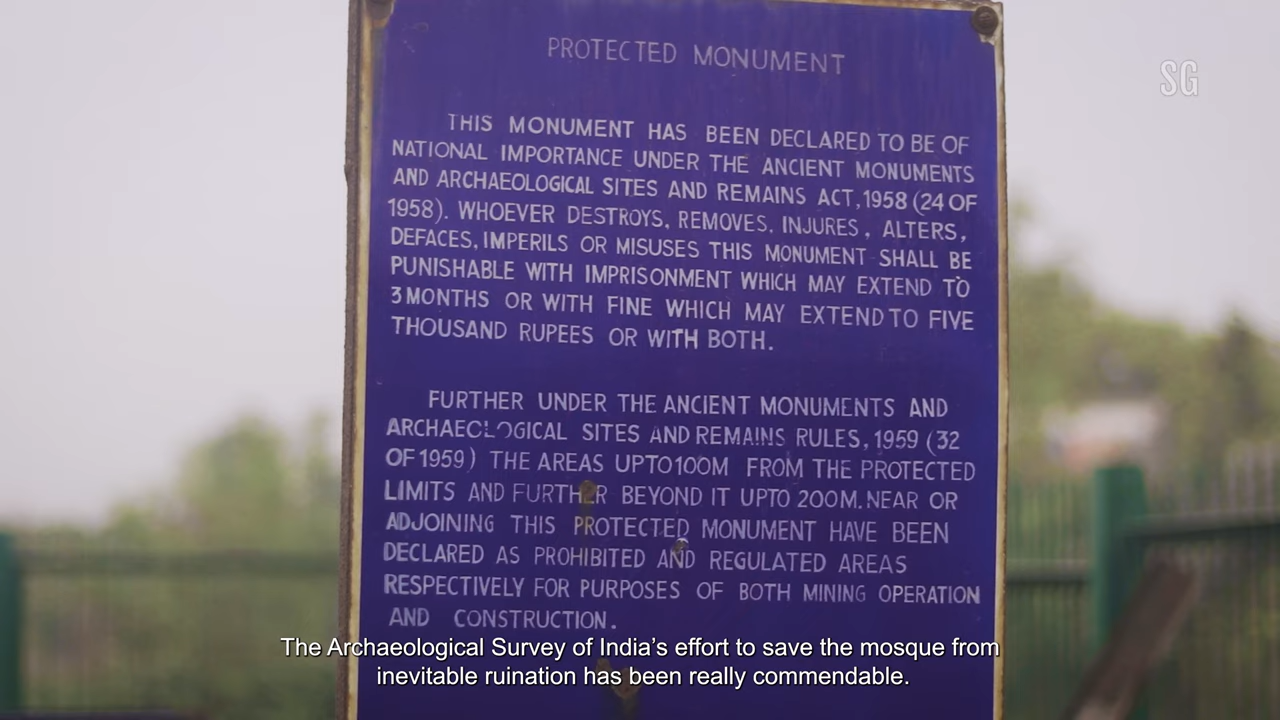 PROTECTED MONUMENT
SG
THIS MONUMENT HAS BEEN DECLARED TO BE OF
NATIONAL IMPORTANCE UNDER THE ANCIENT MONUMENTS
AND ARCHAEOLOGICAL SITES AND REMAINS ACT,1958 (24 OF
1958). WHOEVER DESTROYS, REMOVES, INJURES, ALTERS,
DEFACES, IMPERILS OR MISUSES THIS MONUMENT SHALL BE
PUNISHABLE WITH IMPRISONMENT WHICH MAY EXTEND TO
3 MONTHS OR WITH FINE WHICH MAY EXTEND TO FIVE
THOUSAND RUPEES OR WITH BOTH.
FURTHER UNDER THE ANCIENT MONUMENTS AND
ARCHAEOLOGICAL SITES AND REMAINS RULES, 1959 (32
OF 1959) THE AREAS UPTO 100M FROM THE PROTECTED
LIMITS AND FURTHER BEYOND IT UPTO 200M. NEAR OR
ADJOINING THIS PROTECTED MONUMENT HAVE BEEN
DECLARED AS PROHIBITED AND REGULATED AREAS
RESPECTIVELY FOR PURPOSES OF BOTH MINING OPERATION
AND CONSTRUCTION.
The Archaeological Survey of India's effort to save the mosque from
inevitable ruination has been really commendable.